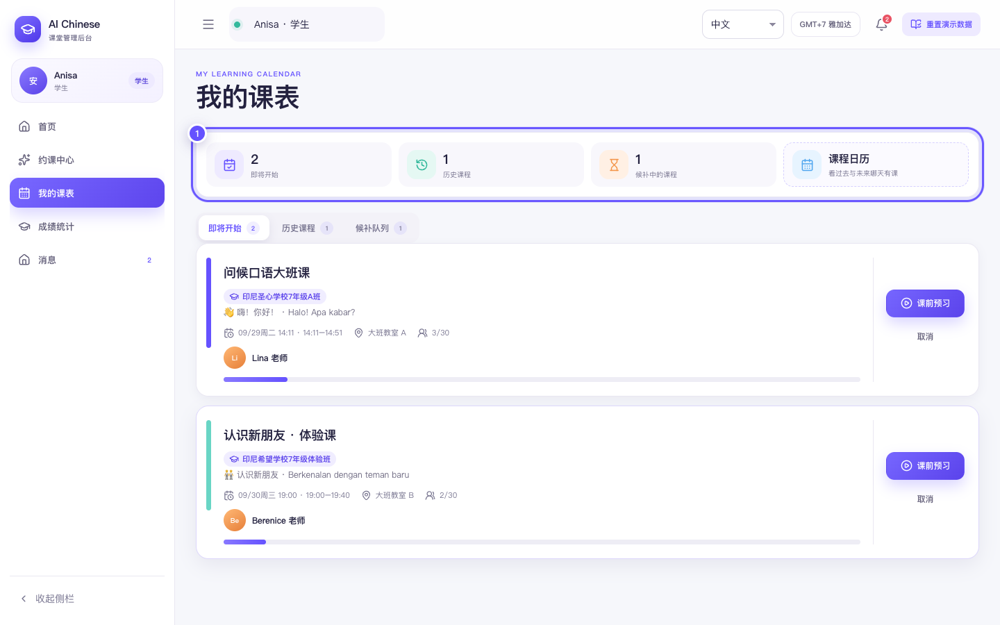 AI Chinese
课堂管理后台
安
Anisa
学生
学生
首页
约课中心
我的课表
成绩统计
消息
2
收起侧栏
Anisa · 学生
中文
GMT+7 雅加达
2
重置演示数据
MY LEARNING CALENDAR
我的课表
1
2
即将开始
1
历史课程
1
候补中的课程
课程日历
看过去与未来哪天有课
即将开始 2
历史课程 1
候补队列 1
问候口语大班课
印尼圣心学校7年级A班
👋 嗨！你好！ · Halo! Apa kabar?
09/29周二 14:11 · 14:11—14:51 大班教室 A 3/30
Li
Lina 老师
课前预习
取消
认识新朋友 · 体验课
印尼希望学校7年级体验班
👭 认识新朋友 · Berkenalan dengan teman baru
09/30周三 19:00 · 19:00—19:40 大班教室 B 2/30
Be
Berenice 老师
课前预习
取消